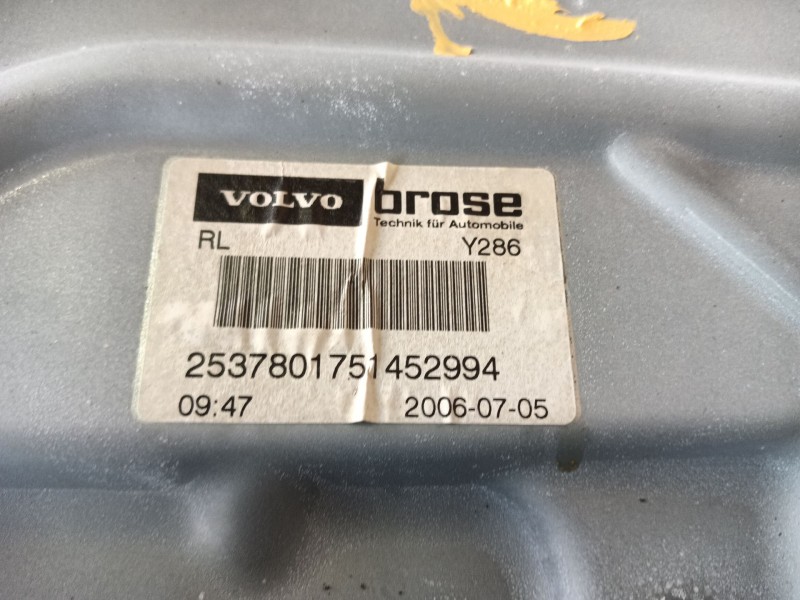 VOLVO brose
Technik für Automobile
RL Y286
2537801751452994
09:47 2006-07-05